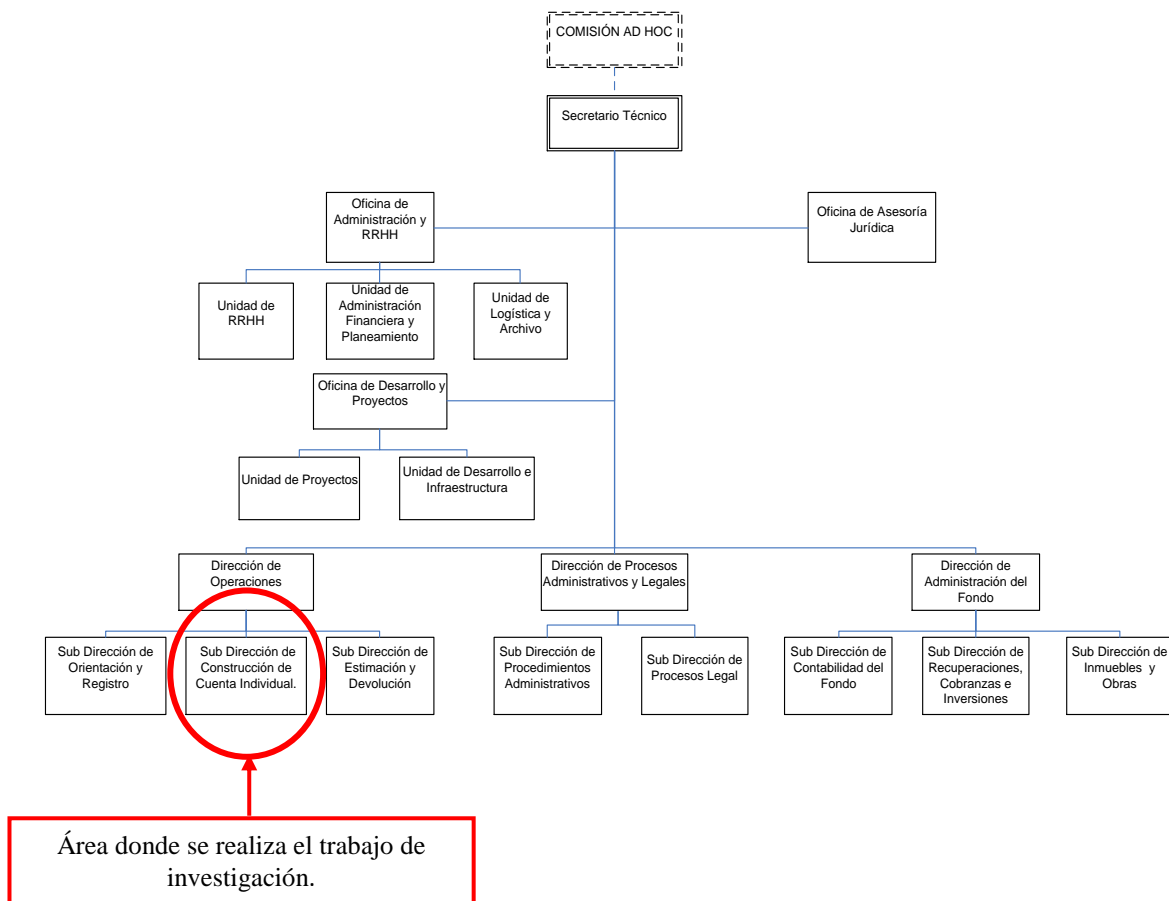 COMISIÓN AD HOC
Secretario Técnico
Oficina de
Administración y
RRHH
Oficina de Asesoría
Jurídica
Unidad de
RRHH
Unidad de
Administración
Financiera y
Planeamiento
Unidad de
Logística y
Archivo
Oficina de Desarrollo y
Proyectos
Unidad de Proyectos
Unidad de Desarrollo e
Infraestructura
Dirección de
Operaciones
Dirección de Procesos
Administrativos y Legales
Dirección de
Administración del
Fondo
Sub Dirección de
Orientación y
Registro
Sub Dirección de
Construcción de
Cuenta Individual.
Sub Dirección de
Estimación y
Devolución
Sub Dirección de
Procedimientos
Administrativos
Sub Dirección de
Procesos Legal
Sub Dirección de
Contabilidad del
Fondo
Sub Dirección de
Recuperaciones,
Cobranzas e
Inversiones
Sub Dirección de
Inmuebles y
Obras
Área donde se realiza el trabajo de
investigación.